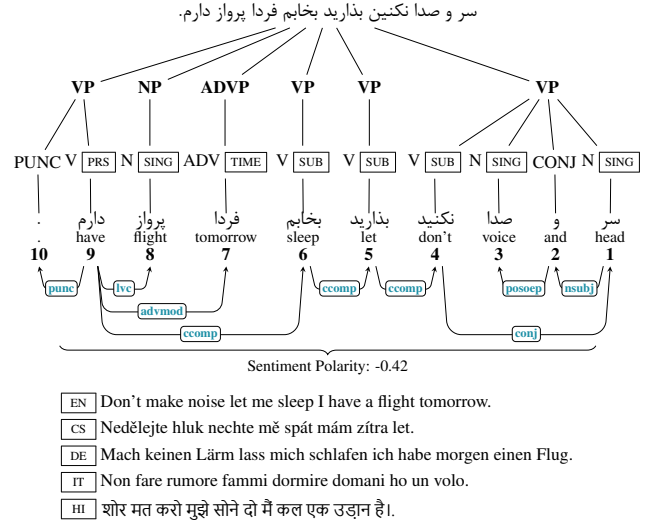 سر و صدا نکنین بذارید بخابم فردا پرواز دارم.
VP NP ADVP VP VP VP
PUNC V PRS N SING ADV TIME V SUB V SUB V SUB N SING CONJ N SING
. دارم پرواز فردا بخابم بذارید نکنید صدا و سر
. have flight tomorrow sleep let don't voice and head
10 9 8 7 6 5 4 3 2 1
punc lvc ccomp ccomp posoep nsubj
advmod
ccomp conj
Sentiment Polarity: -0.42
EN Don't make noise let me sleep I have a flight tomorrow.
CS Nedělejte hluk nechte mě spát mám zítra let.
DE Mach keinen Lärm lass mich schlafen ich habe morgen einen Flug.
IT Non fare rumore fammi dormire domani ho un volo.
HI शोर मत करो मुझे सोने दो मैं कल एक उड़ान है।.